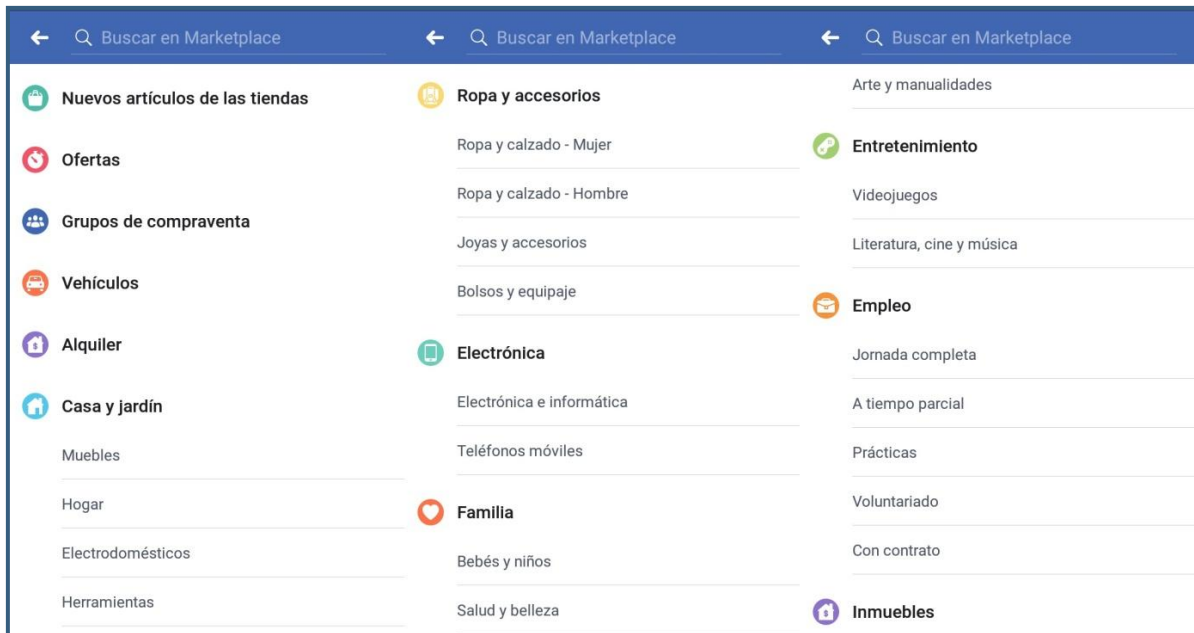 Buscar en Marketplace
Nuevos artículos de las tiendas
Ofertas
Grupos de compraventa
Vehículos
Alquiler
Casa y jardín
Muebles
Hogar
Electrodomésticos
Herramientas
Buscar en Marketplace
Ropa y accesorios
Ropa y calzado - Mujer
Ropa y calzado - Hombre
Joyas y accesorios
Bolsos y equipaje
Electrónica
Electrónica e informática
Teléfonos móviles
Familia
Bebés y niños
Salud y belleza
Buscar en Marketplace
Arte y manualidades
Entretenimiento
Videojuegos
Literatura, cine y música
Empleo
Jornada completa
A tiempo parcial
Prácticas
Voluntariado
Con contrato
Inmuebles